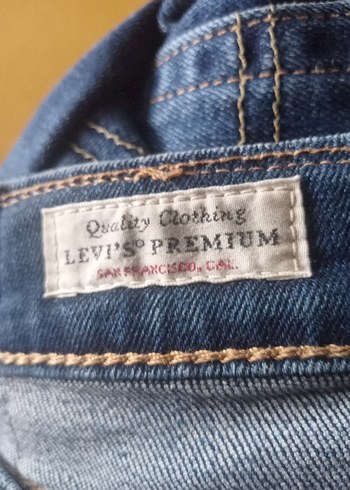 Quality Clothing
LEVI'S® PREMIUM
SAN FRANCISCO, CAL.